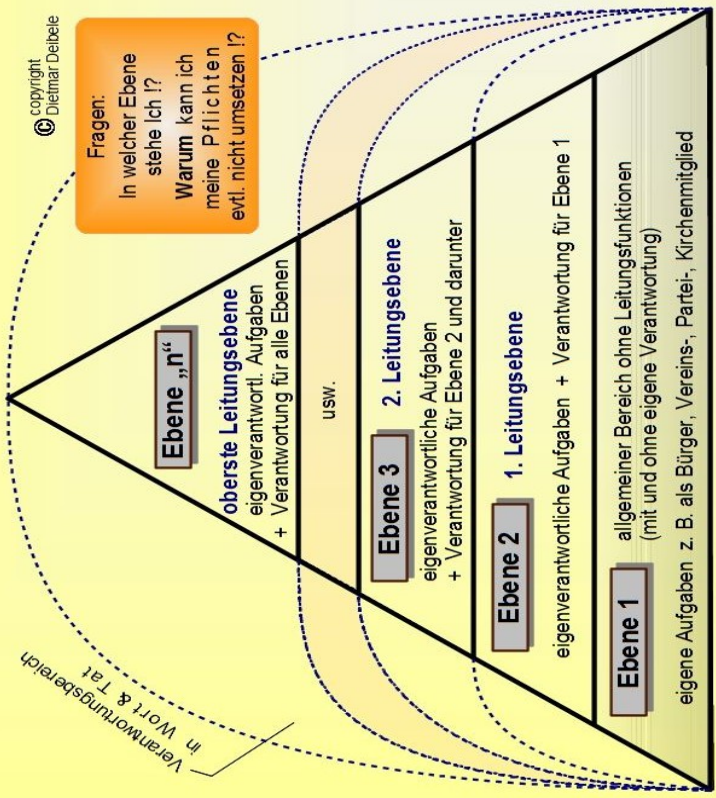 © copyright
Dietmar Deibele
Fragen:
In welcher Ebene
stehe Ich !?
Warum kann ich
meine Pflichten
evtl. nicht umsetzen !?
Verantwortungsbereich
in Wort & Tat
Ebene „n“
oberste Leitungsebene
eigenverantwortl. Aufgaben
+ Verantwortung für alle Ebenen
usw.
Ebene 3 2. Leitungsebene
eigenverantwortliche Aufgaben
+ Verantwortung für Ebene 2 und darunter
Ebene 2 1. Leitungsebene
eigenverantwortliche Aufgaben + Verantwortung für Ebene 1
Ebene 1 allgemeiner Bereich ohne Leitungsfunktionen
(mit und ohne eigene Verantwortung)
eigene Aufgaben z. B. als Bürger, Vereins-, Partei-, Kirchenmitglied